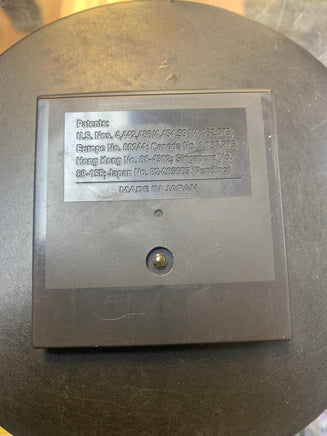 Patents:
U.S. Nos. 4,442,486/4,454,594/4,462,076;
Europe No. 80244; Canada No. 1,183,276;
Hong Kong No. 88-4302; Singapore No.
88-155; Japan No. 82-205605 (Pending)
MADE IN JAPAN